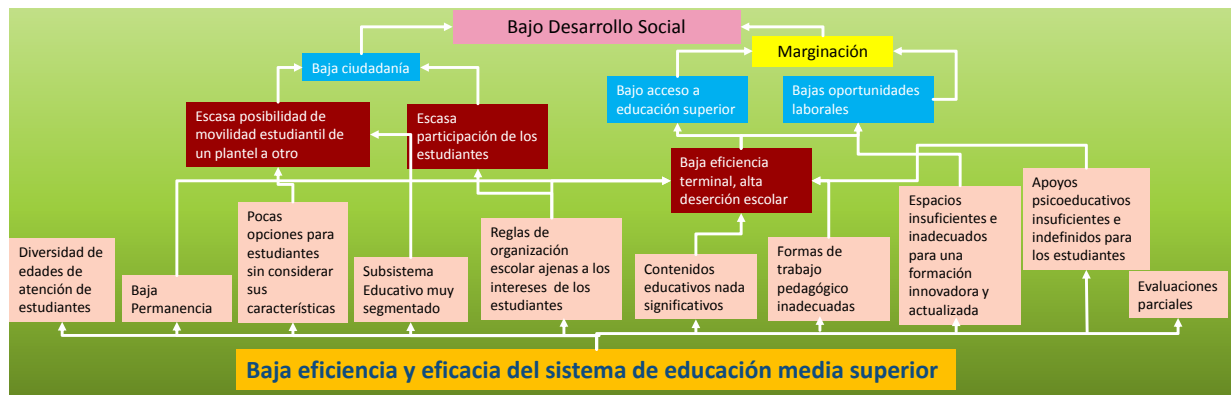 Bajo Desarrollo Social
Marginación
Baja ciudadanía
Bajo acceso a
educación superior
Bajas oportunidades
laborales
Escasa posibilidad de
movilidad estudiantil de
un plantel a otro
Escasa
participación de los
estudiantes
Baja eficiencia
terminal, alta
deserción escolar
Diversidad de
edades de
atención de
estudiantes
Baja
Permanencia
Pocas
opciones para
estudiantes
sin considerar
sus
características
Subsistema
Educativo muy
segmentado
Reglas de
organización
escolar ajenas a los
intereses de los
estudiantes
Contenidos
educativos nada
significativos
Formas de
trabajo
pedagógico
inadecuadas
Espacios
insuficientes e
inadecuados
para una
formación
innovadora y
actualizada
Apoyos
psicoeducativos
insuficientes e
indefinidos para
los estudiantes
Evaluaciones
parciales
Baja eficiencia y eficacia del sistema de educación media superior